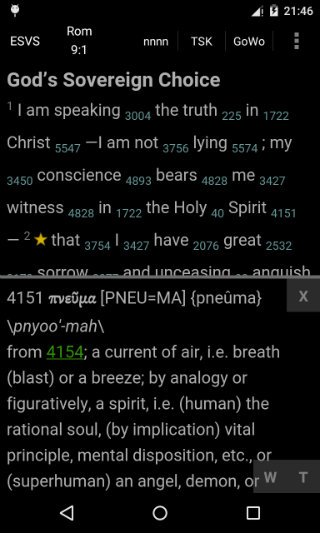 21:46
ESVS Rom 9:1 nnnn TSK GoWo
God's Sovereign Choice
1 I am speaking 3004 the truth 225 in 1722
Christ 5547 —I am not 3756 lying 5574 ; my
3450 conscience 4893 bears 4828 me 3427
witness 4828 in 1722 the Holy 40 Spirit 4151
— 2 ★ that 3754 I 3427 have 2076 great 2532
sorrow and unceasing anguish
4151 πνεῦμα [PNEU=MA] {pneûma} X
\pnyoo'-mah\
from 4154; a current of air, i.e. breath
(blast) or a breeze; by analogy or
figuratively, a spirit, i.e. (human) the
rational soul, (by implication) vital
principle, mental disposition, etc., or
(superhuman) an angel, demon, or W T